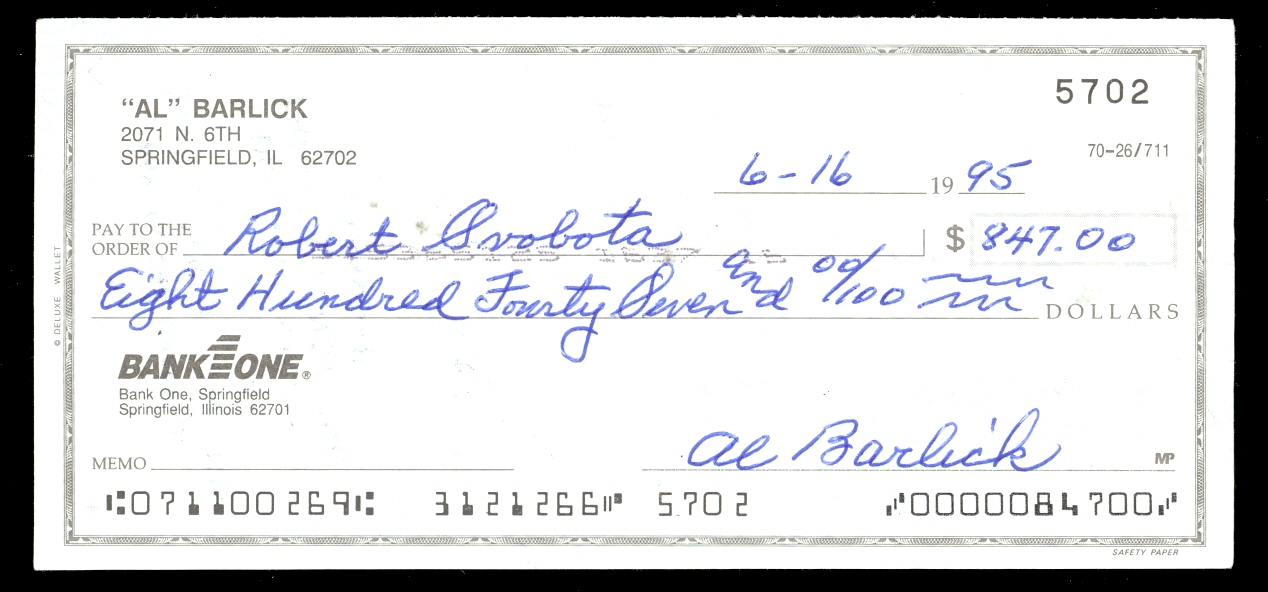 5702
"AL" BARLICK
2071 N. 6TH
SPRINGFIELD, IL 62702
70-26/711
6-16 19 95
PAY TO THE
ORDER OF Robert Svobota $ 847.00
Eight Hundred Fourty Seven and 00/100 DOLLARS
© DELUXE WALLET
BANK ONE®
Bank One, Springfield
Springfield, Illinois 62701
MEMO Al Barlick MP
⑆071100269⑆ 3121266⑈ 5702 ⑇0000084700⑇
SAFETY PAPER